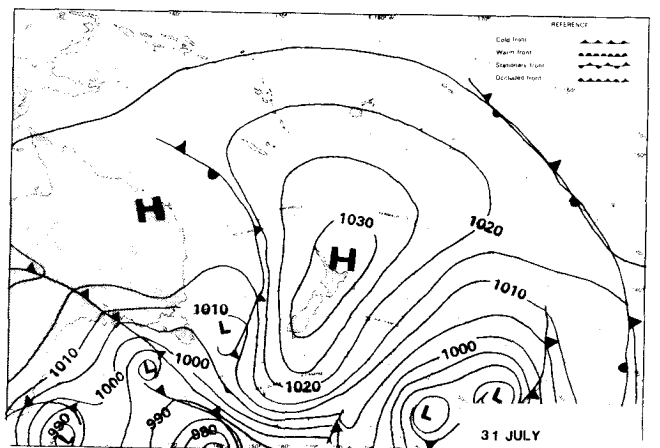 REFERENCE
Cold front
Warm front
Stationary front
Occluded front
H
1030
H
1020
1010
L
1010
1010
1000
1000
L
1000
1020
L
L
990
L
990
980
31 JULY